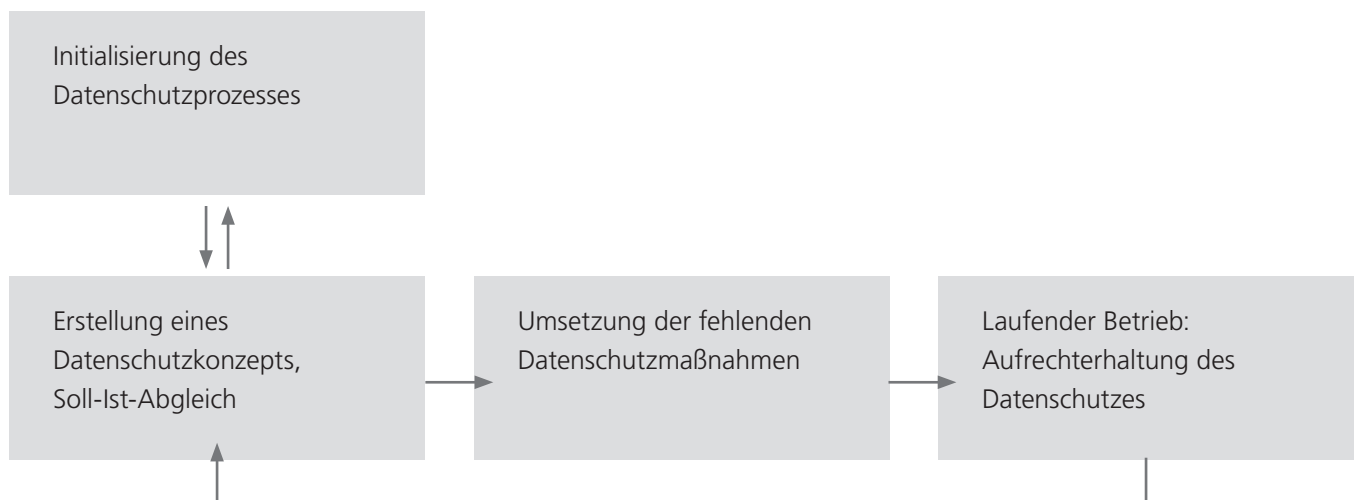 Initialisierung des
Datenschutzprozesses
Erstellung eines
Datenschutzkonzepts,
Soll-Ist-Abgleich
Umsetzung der fehlenden
Datenschutzmaßnahmen
Laufender Betrieb:
Aufrechterhaltung des
Datenschutzes